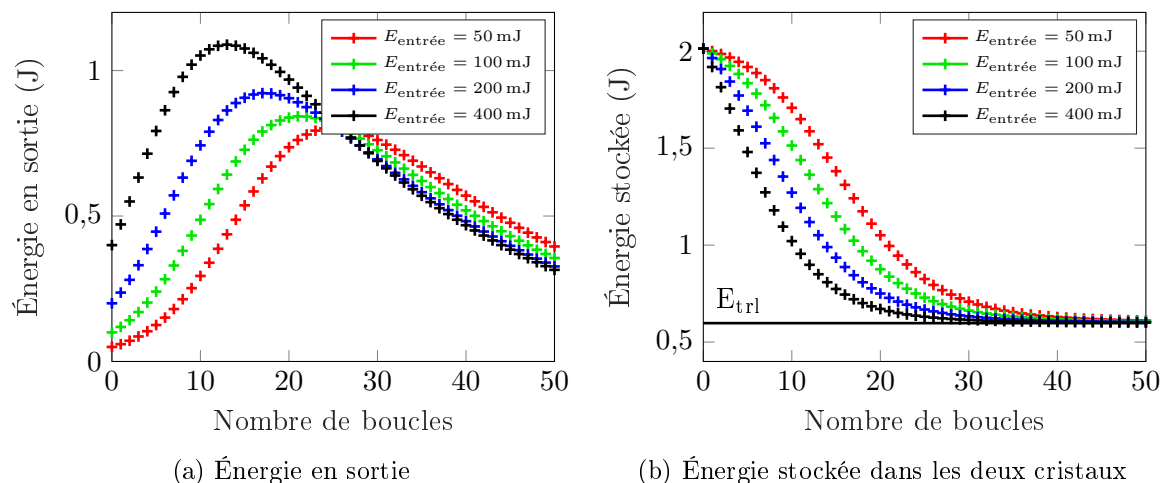 Énergie en sortie (J)
1
0,5
0
0 10 20 30 40 50
Nombre de boucles
E_entrée = 50 mJ
E_entrée = 100 mJ
E_entrée = 200 mJ
E_entrée = 400 mJ
(a) Énergie en sortie
Énergie stockée (J)
2
1,5
1
0,5
0 10 20 30 40 50
Nombre de boucles
E_entrée = 50 mJ
E_entrée = 100 mJ
E_entrée = 200 mJ
E_entrée = 400 mJ
E_trl
(b) Énergie stockée dans les deux cristaux